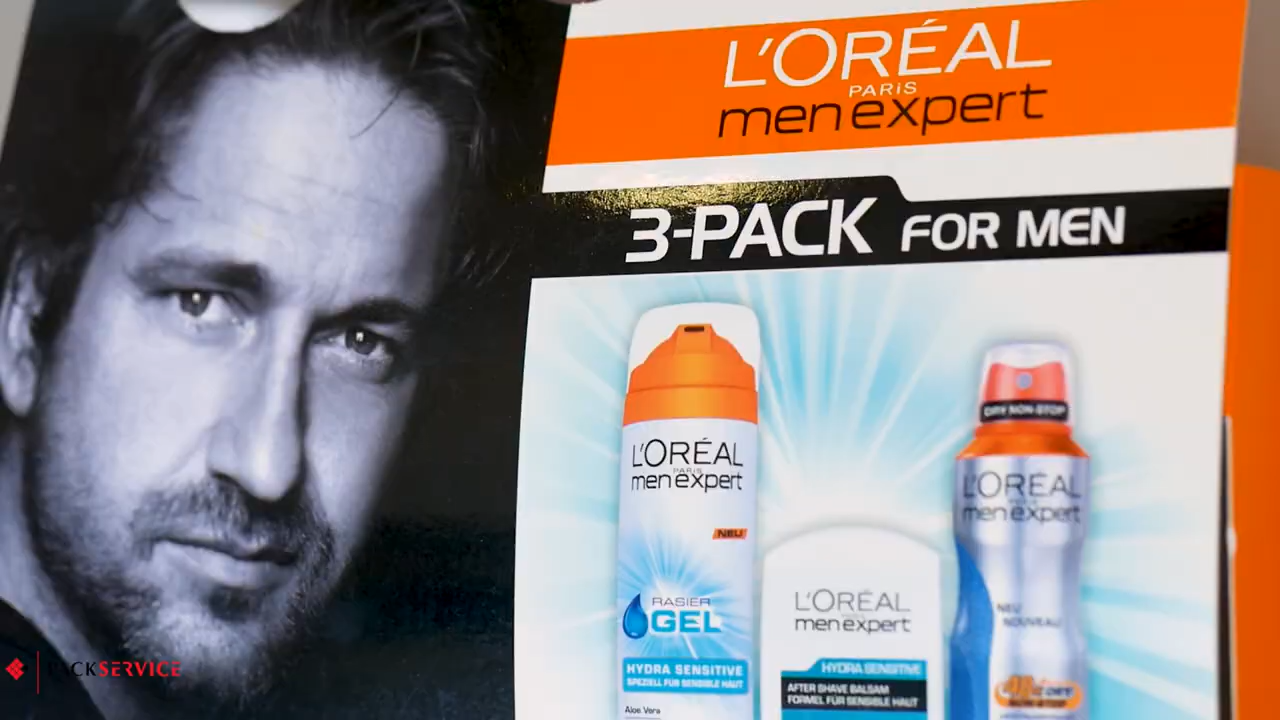 L'ORÉAL
PARIS
men expert
3-PACK FOR MEN
L'ORÉAL
PARIS
men expert
NEU
RASIER
GEL
HYDRA SENSITIVE
SPEZIELL FÜR SENSIBLE HAUT
Aloe Vera
L'ORÉAL
men expert
HYDRA SENSITIVE
AFTER SHAVE BALSAM
FORMEL FÜR SENSIBLE HAUT
DRY NON-STOP
L'ORÉAL
men expert
NEU
NOUVEAU
PACKSERVICE